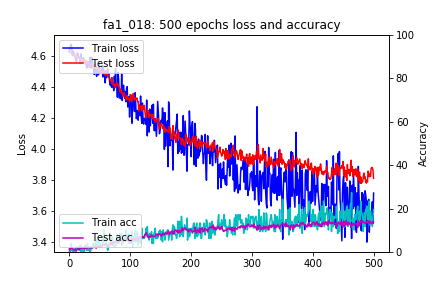 fa1_018: 500 epochs loss and accuracy
Train loss
Test loss
Train acc
Test acc
Loss
4.6
4.4
4.2
4.0
3.8
3.6
3.4
Accuracy
100
80
60
40
20
0
0 100 200 300 400 500